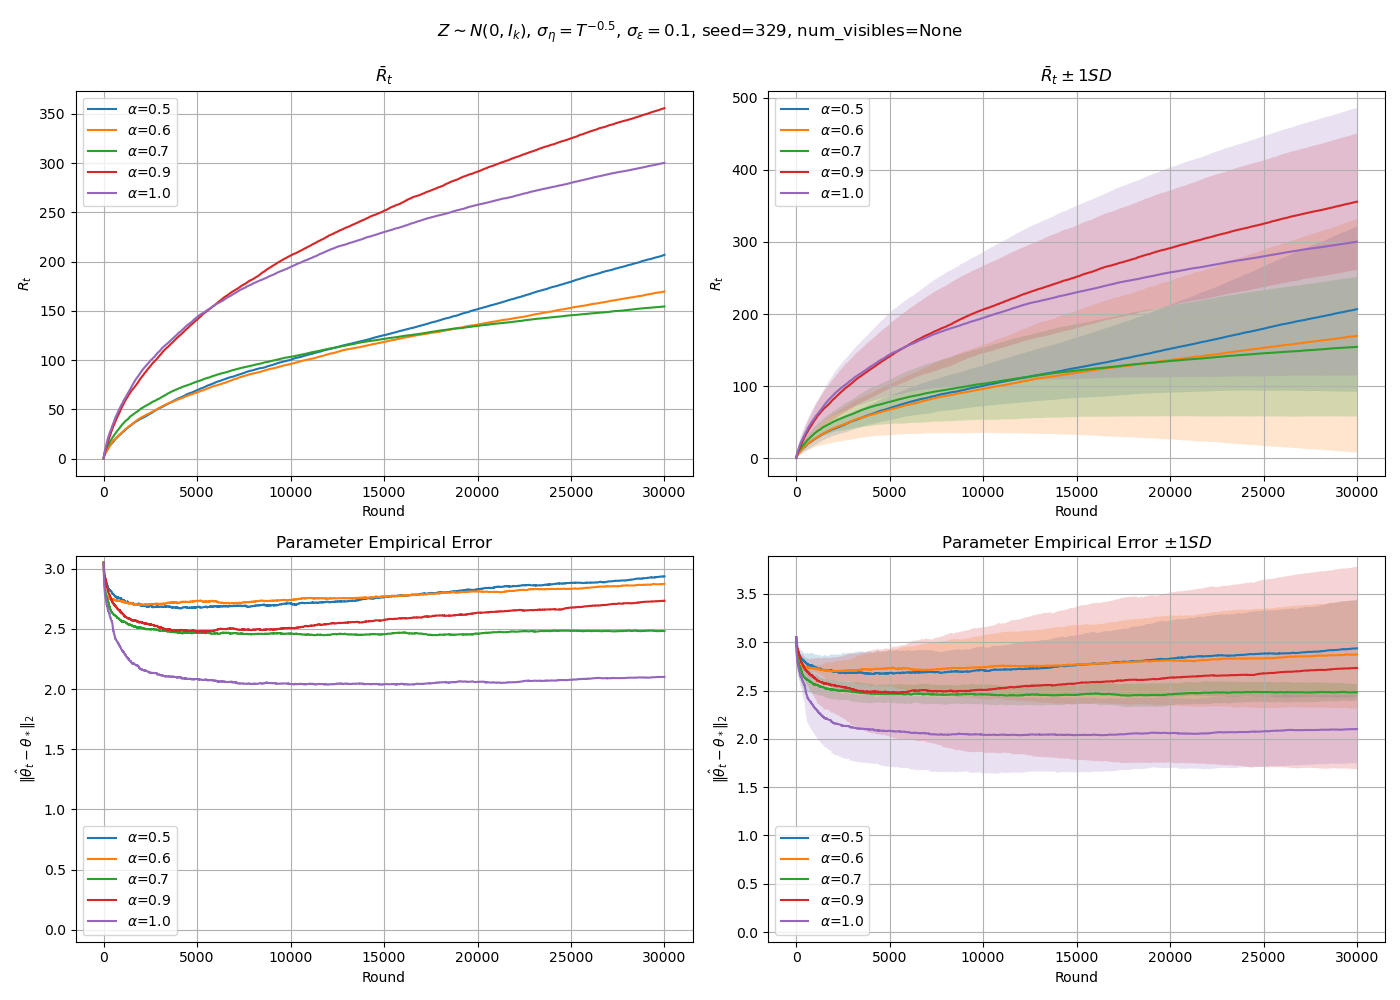 Z ∼ N(0, I_k), σ_η = T^{−0.5}, σ_ε = 0.1, seed=329, num_visibles=None
R̄_t
350
300
250
200
150
100
50
0
R_t
0 5000 10000 15000 20000 25000 30000
Round
α=0.5
α=0.6
α=0.7
α=0.9
α=1.0
R̄_t ± 1SD
500
400
300
200
100
0
R_t
0 5000 10000 15000 20000 25000 30000
Round
α=0.5
α=0.6
α=0.7
α=0.9
α=1.0
Parameter Empirical Error
3.0
2.5
2.0
1.5
1.0
0.5
0.0
‖θ̂_t − θ_*‖_2
0 5000 10000 15000 20000 25000 30000
Round
α=0.5
α=0.6
α=0.7
α=0.9
α=1.0
Parameter Empirical Error ±1SD
3.5
3.0
2.5
2.0
1.5
1.0
0.5
0.0
‖θ̂_t − θ_*‖_2
0 5000 10000 15000 20000 25000 30000
Round
α=0.5
α=0.6
α=0.7
α=0.9
α=1.0